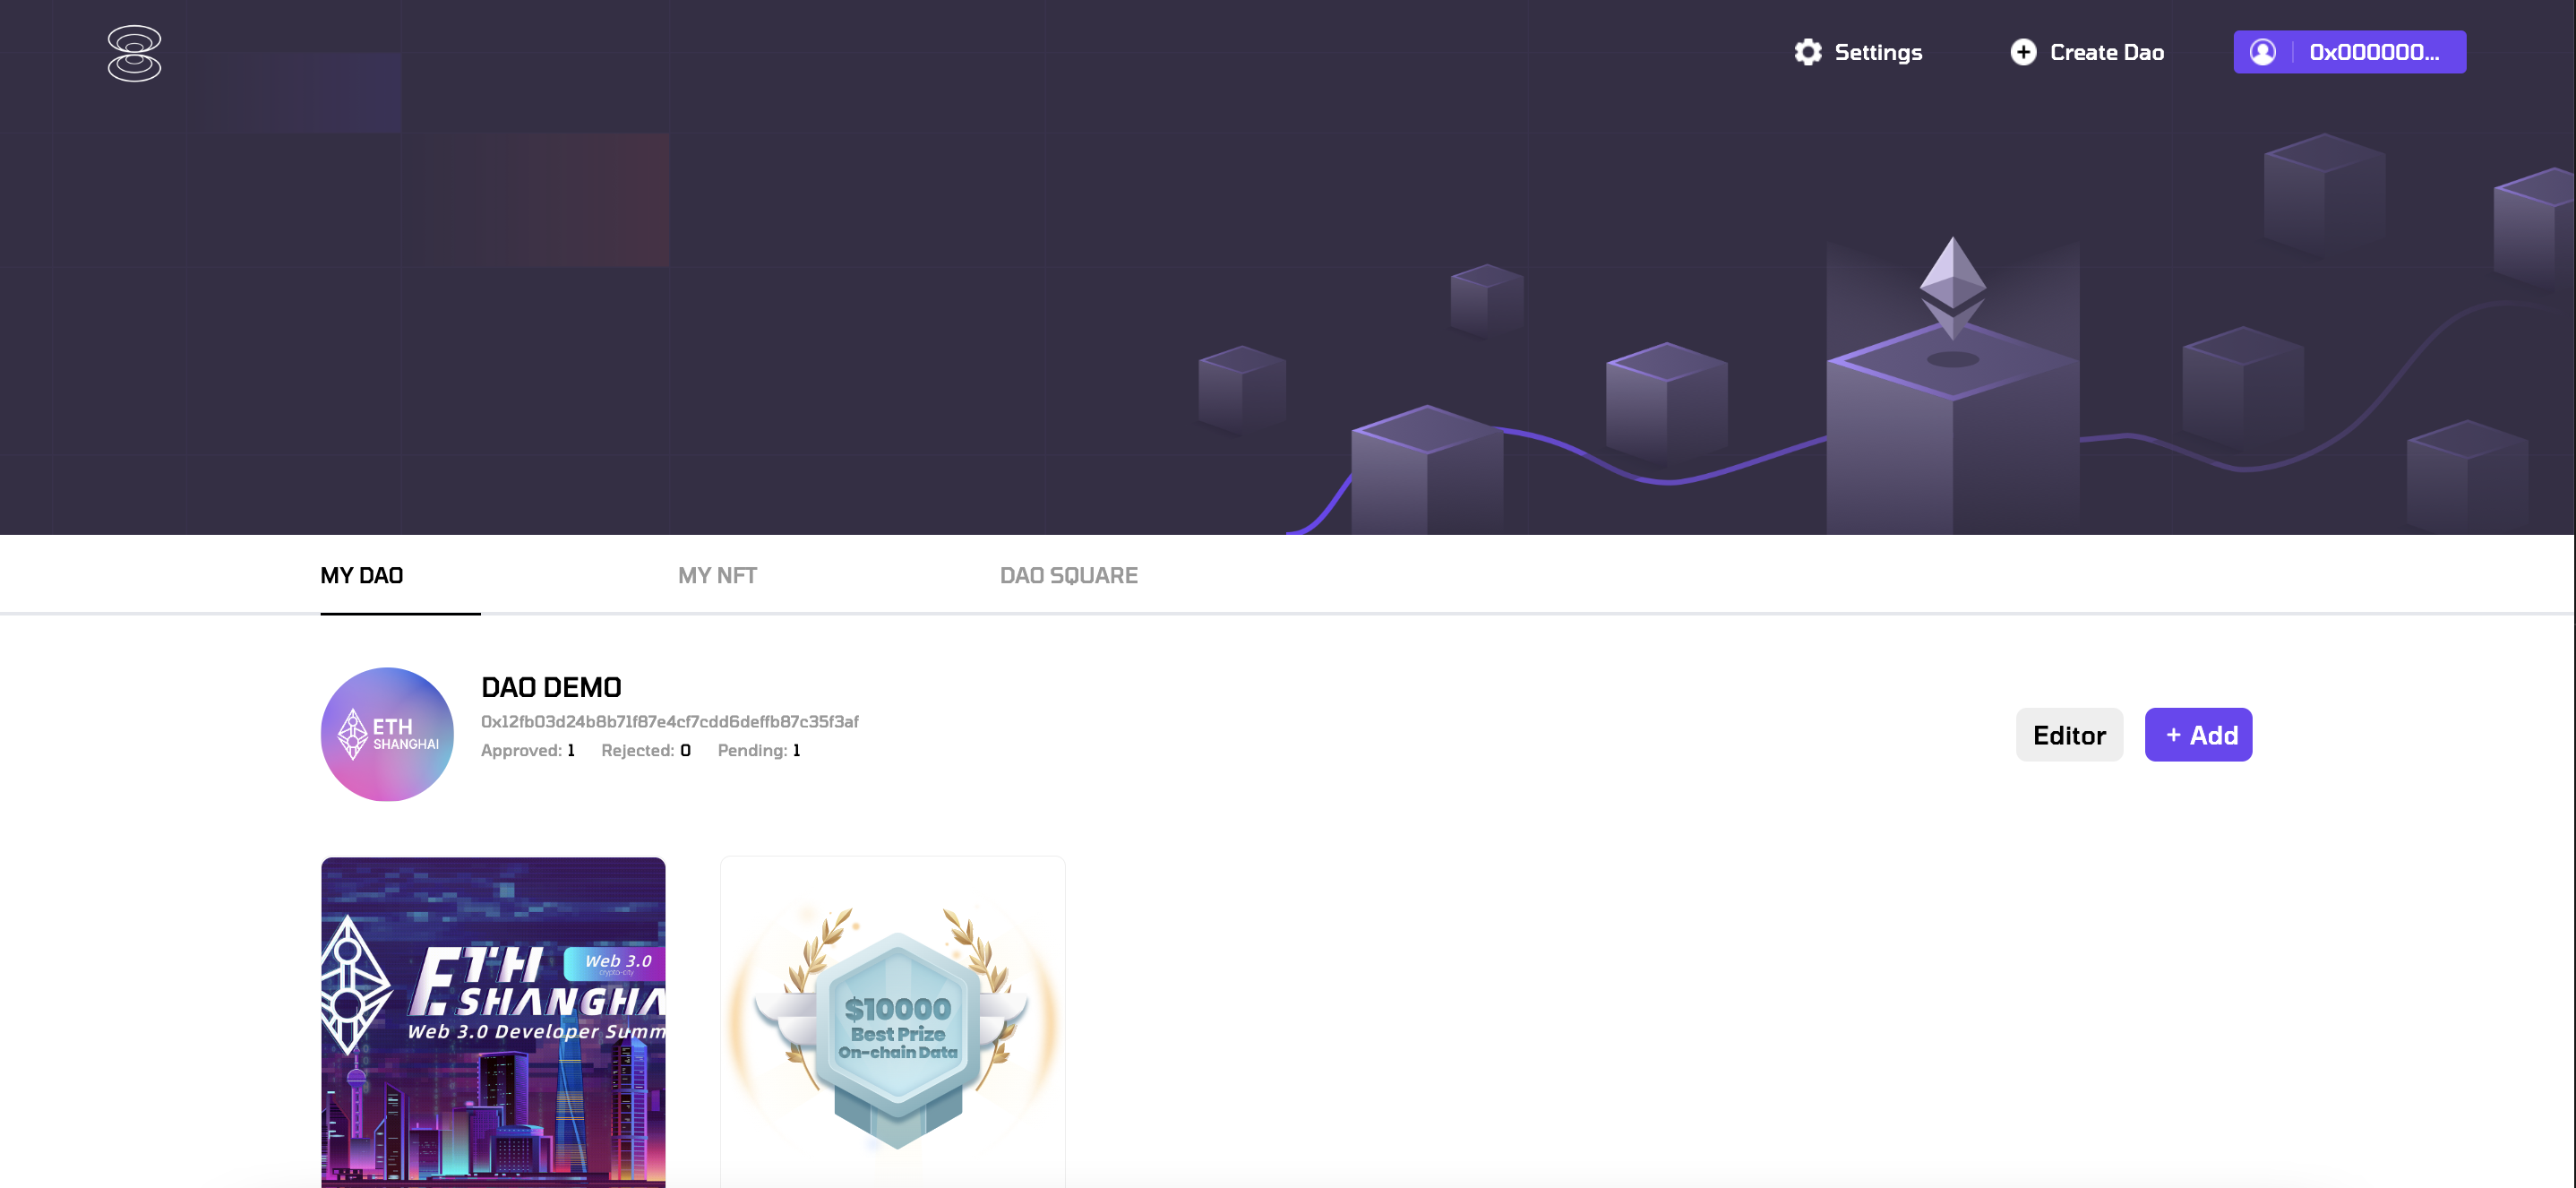 Settings
Create Dao
0x000000...
MY DAO
MY NFT
DAO SQUARE
DAO DEMO
0x12fb03d24b8b71f87e4cf7cdd6deffb87c35f3af
Approved: 1 Rejected: 0 Pending: 1
Editor
+ Add
ETH
SHANGHAI
Web 3.0
crypto-city
ETH
SHANGHA
Web 3.0 Developer Summ
$10000
Best Prize
On-chain Data